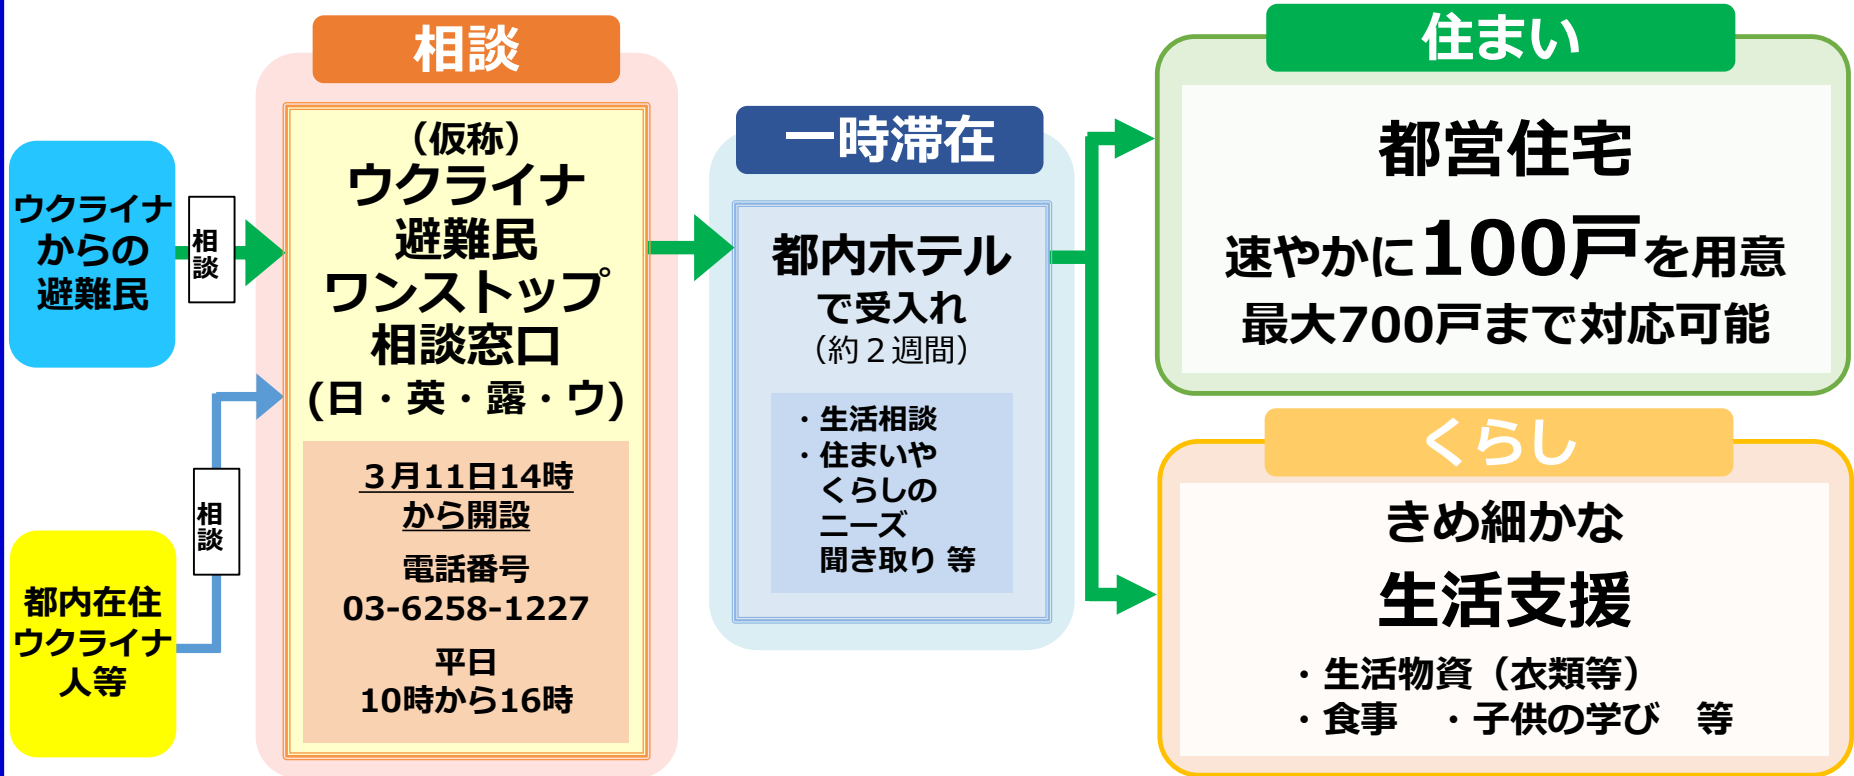 ウクライナ
からの
避難民
相談
都内在住
ウクライナ
人等
相談
相談
（仮称）
ウクライナ
避難民
ワンストップ
相談窓口
(日・英・露・ウ)
３月11日14時
から開設
電話番号
03-6258-1227
平日
10時から16時
一時滞在
都内ホテル
で受入れ
（約２週間）
・生活相談
・住まいや
くらしの
ニーズ
聞き取り 等
住まい
都営住宅
速やかに100戸を用意
最大700戸まで対応可能
くらし
きめ細かな
生活支援
・生活物資（衣類等）
・食事　・子供の学び　等